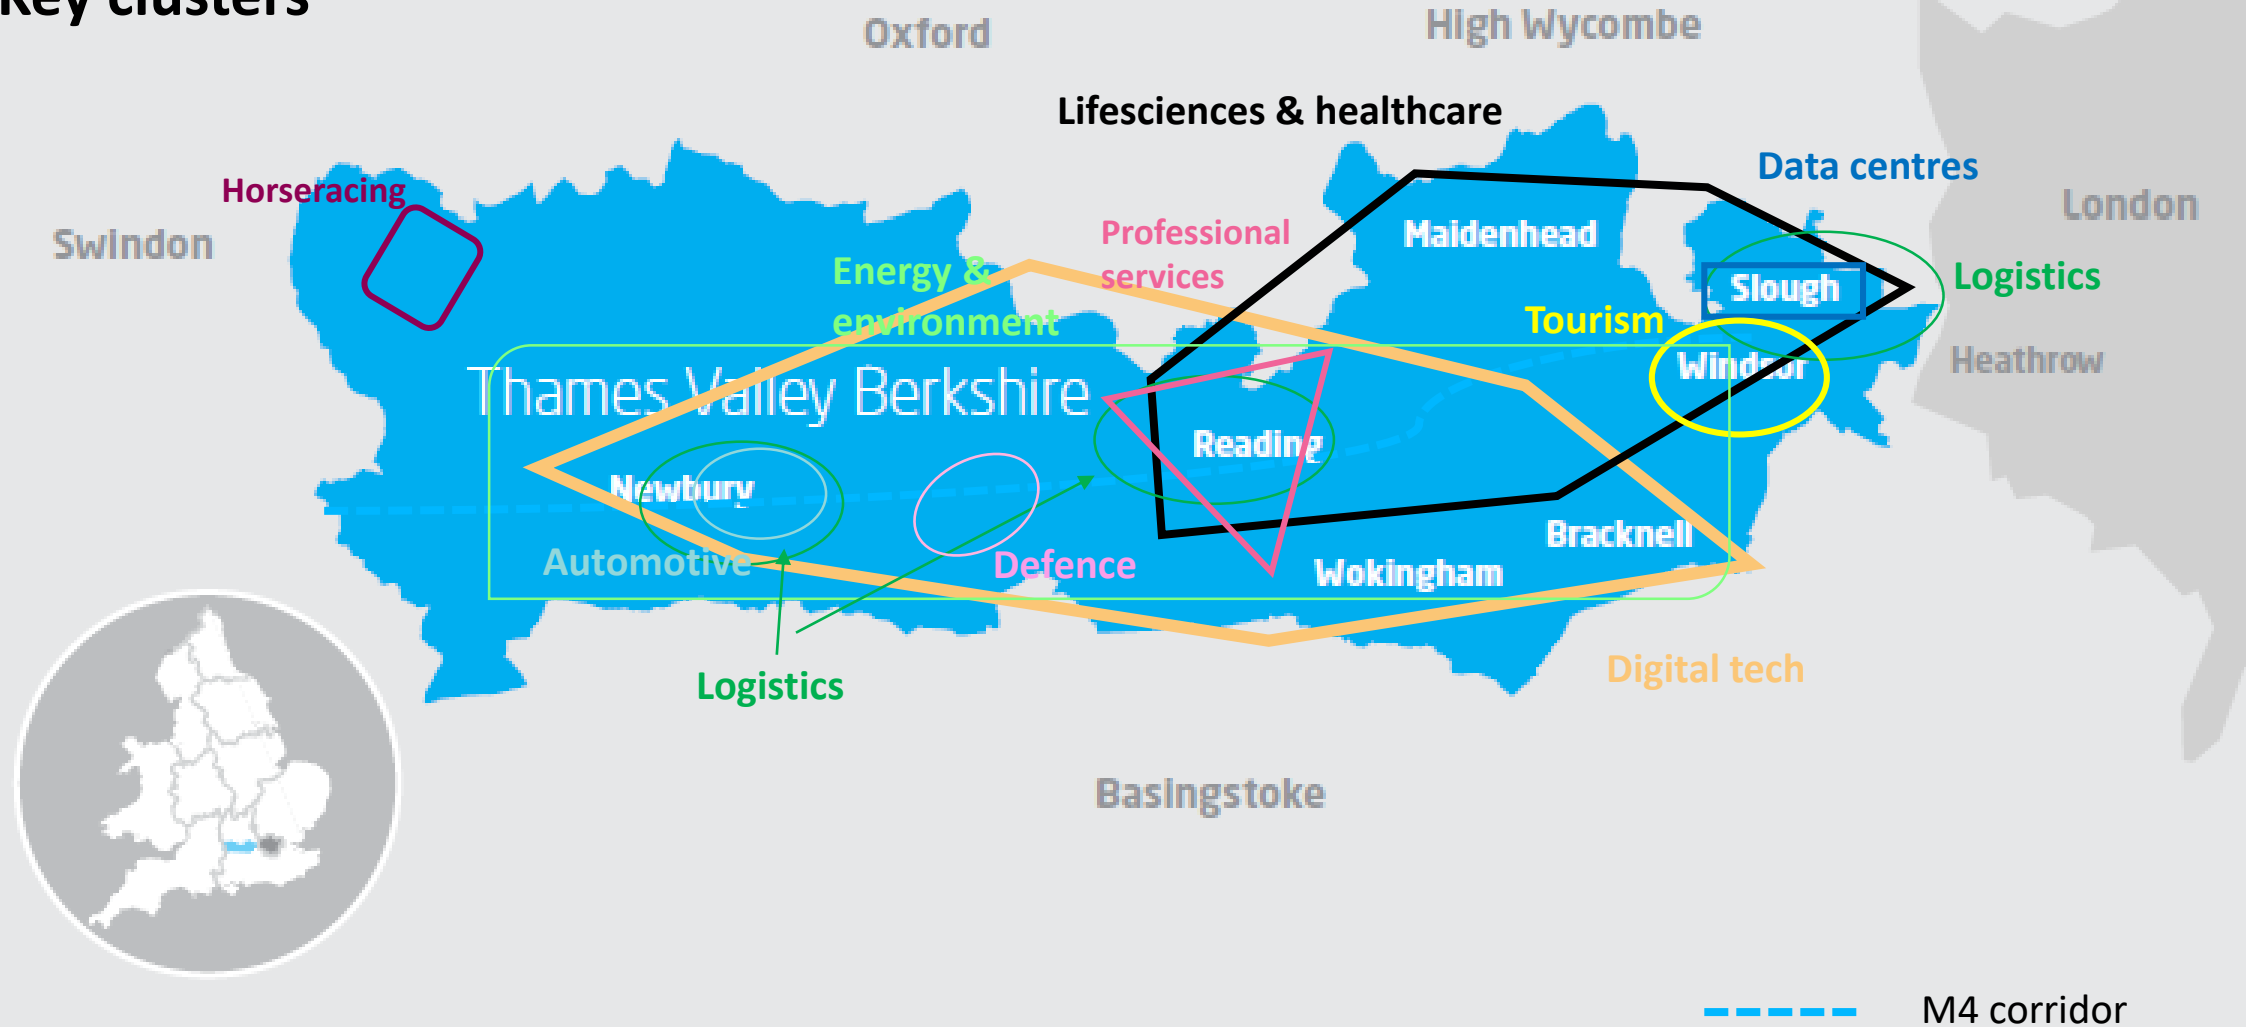 Key clusters
Oxford
High Wycombe
Lifesciences & healthcare
Data centres
Horseracing
London
Swindon
Professional
services
Maidenhead
Energy &
environment
Slough
Logistics
Tourism
Windsor
Heathrow
Thames Valley Berkshire
Reading
Newbury
Automotive
Defence
Bracknell
Wokingham
Logistics
Digital tech
Basingstoke
M4 corridor